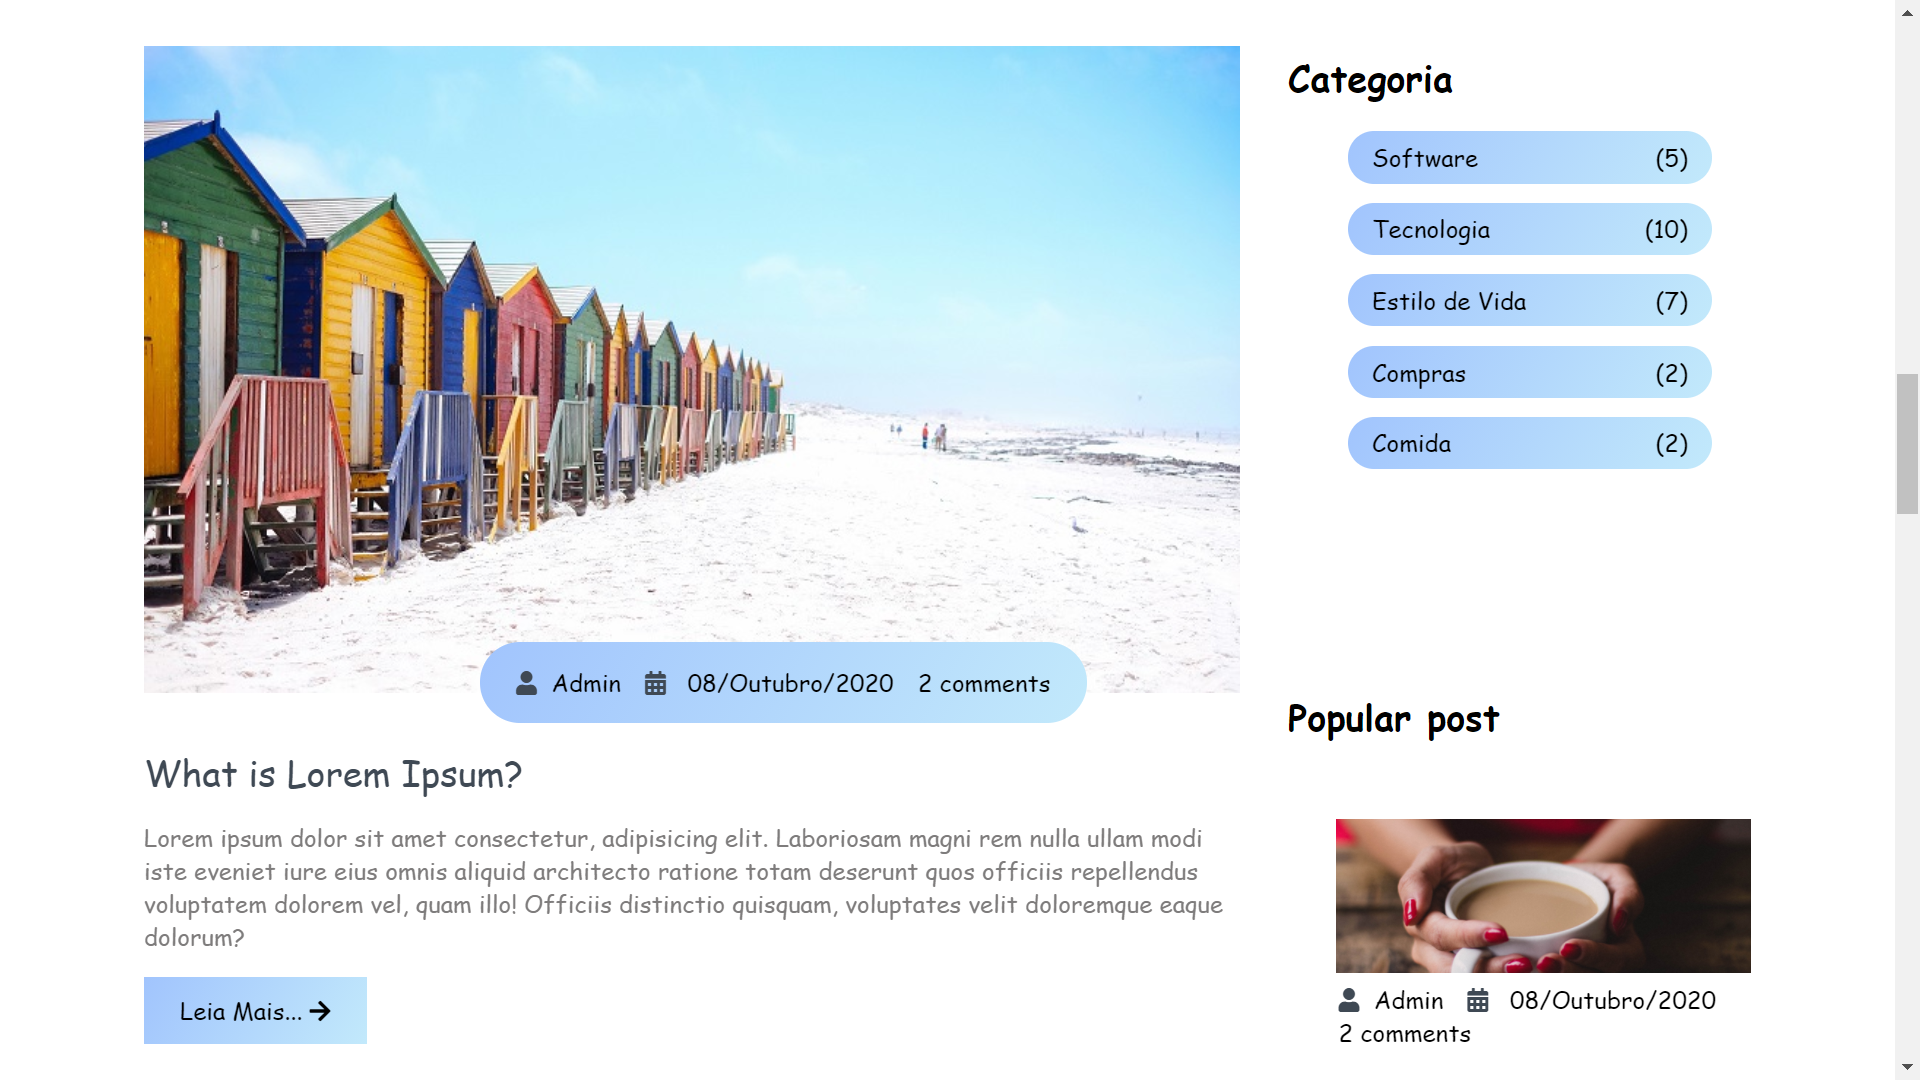 Categoria
Software (5)
Tecnologia (10)
Estilo de Vida (7)
Compras (2)
Comida (2)
Admin 08/Outubro/2020 2 comments
What is Lorem Ipsum?
Lorem ipsum dolor sit amet consectetur, adipisicing elit. Laboriosam magni rem nulla ullam modi
iste eveniet iure eius omnis aliquid architecto ratione totam deserunt quos officiis repellendus
voluptatem dolorem vel, quam illo! Officiis distinctio quisquam, voluptates velit doloremque eaque
dolorum?
Leia Mais...
Popular post
Admin 08/Outubro/2020
2 comments